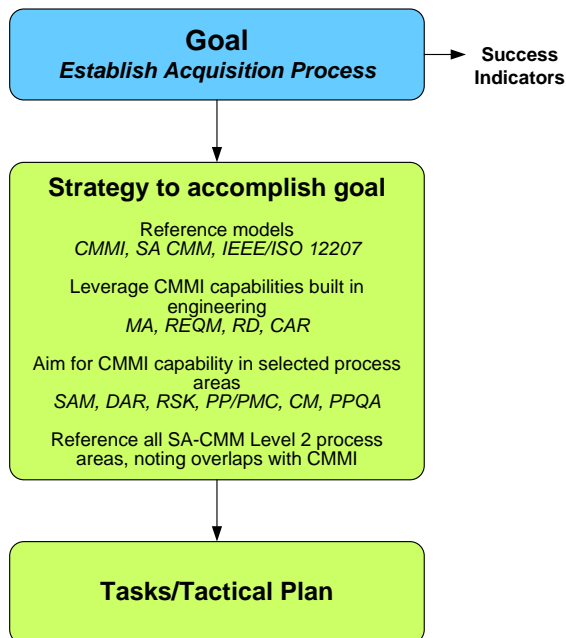 Goal
Establish Acquisition Process
Success
Indicators
Strategy to accomplish goal
Reference models
CMMI, SA CMM, IEEE/ISO 12207
Leverage CMMI capabilities built in
engineering
MA, REQM, RD, CAR
Aim for CMMI capability in selected process
areas
SAM, DAR, RSK, PP/PMC, CM, PPQA
Reference all SA-CMM Level 2 process
areas, noting overlaps with CMMI
Tasks/Tactical Plan